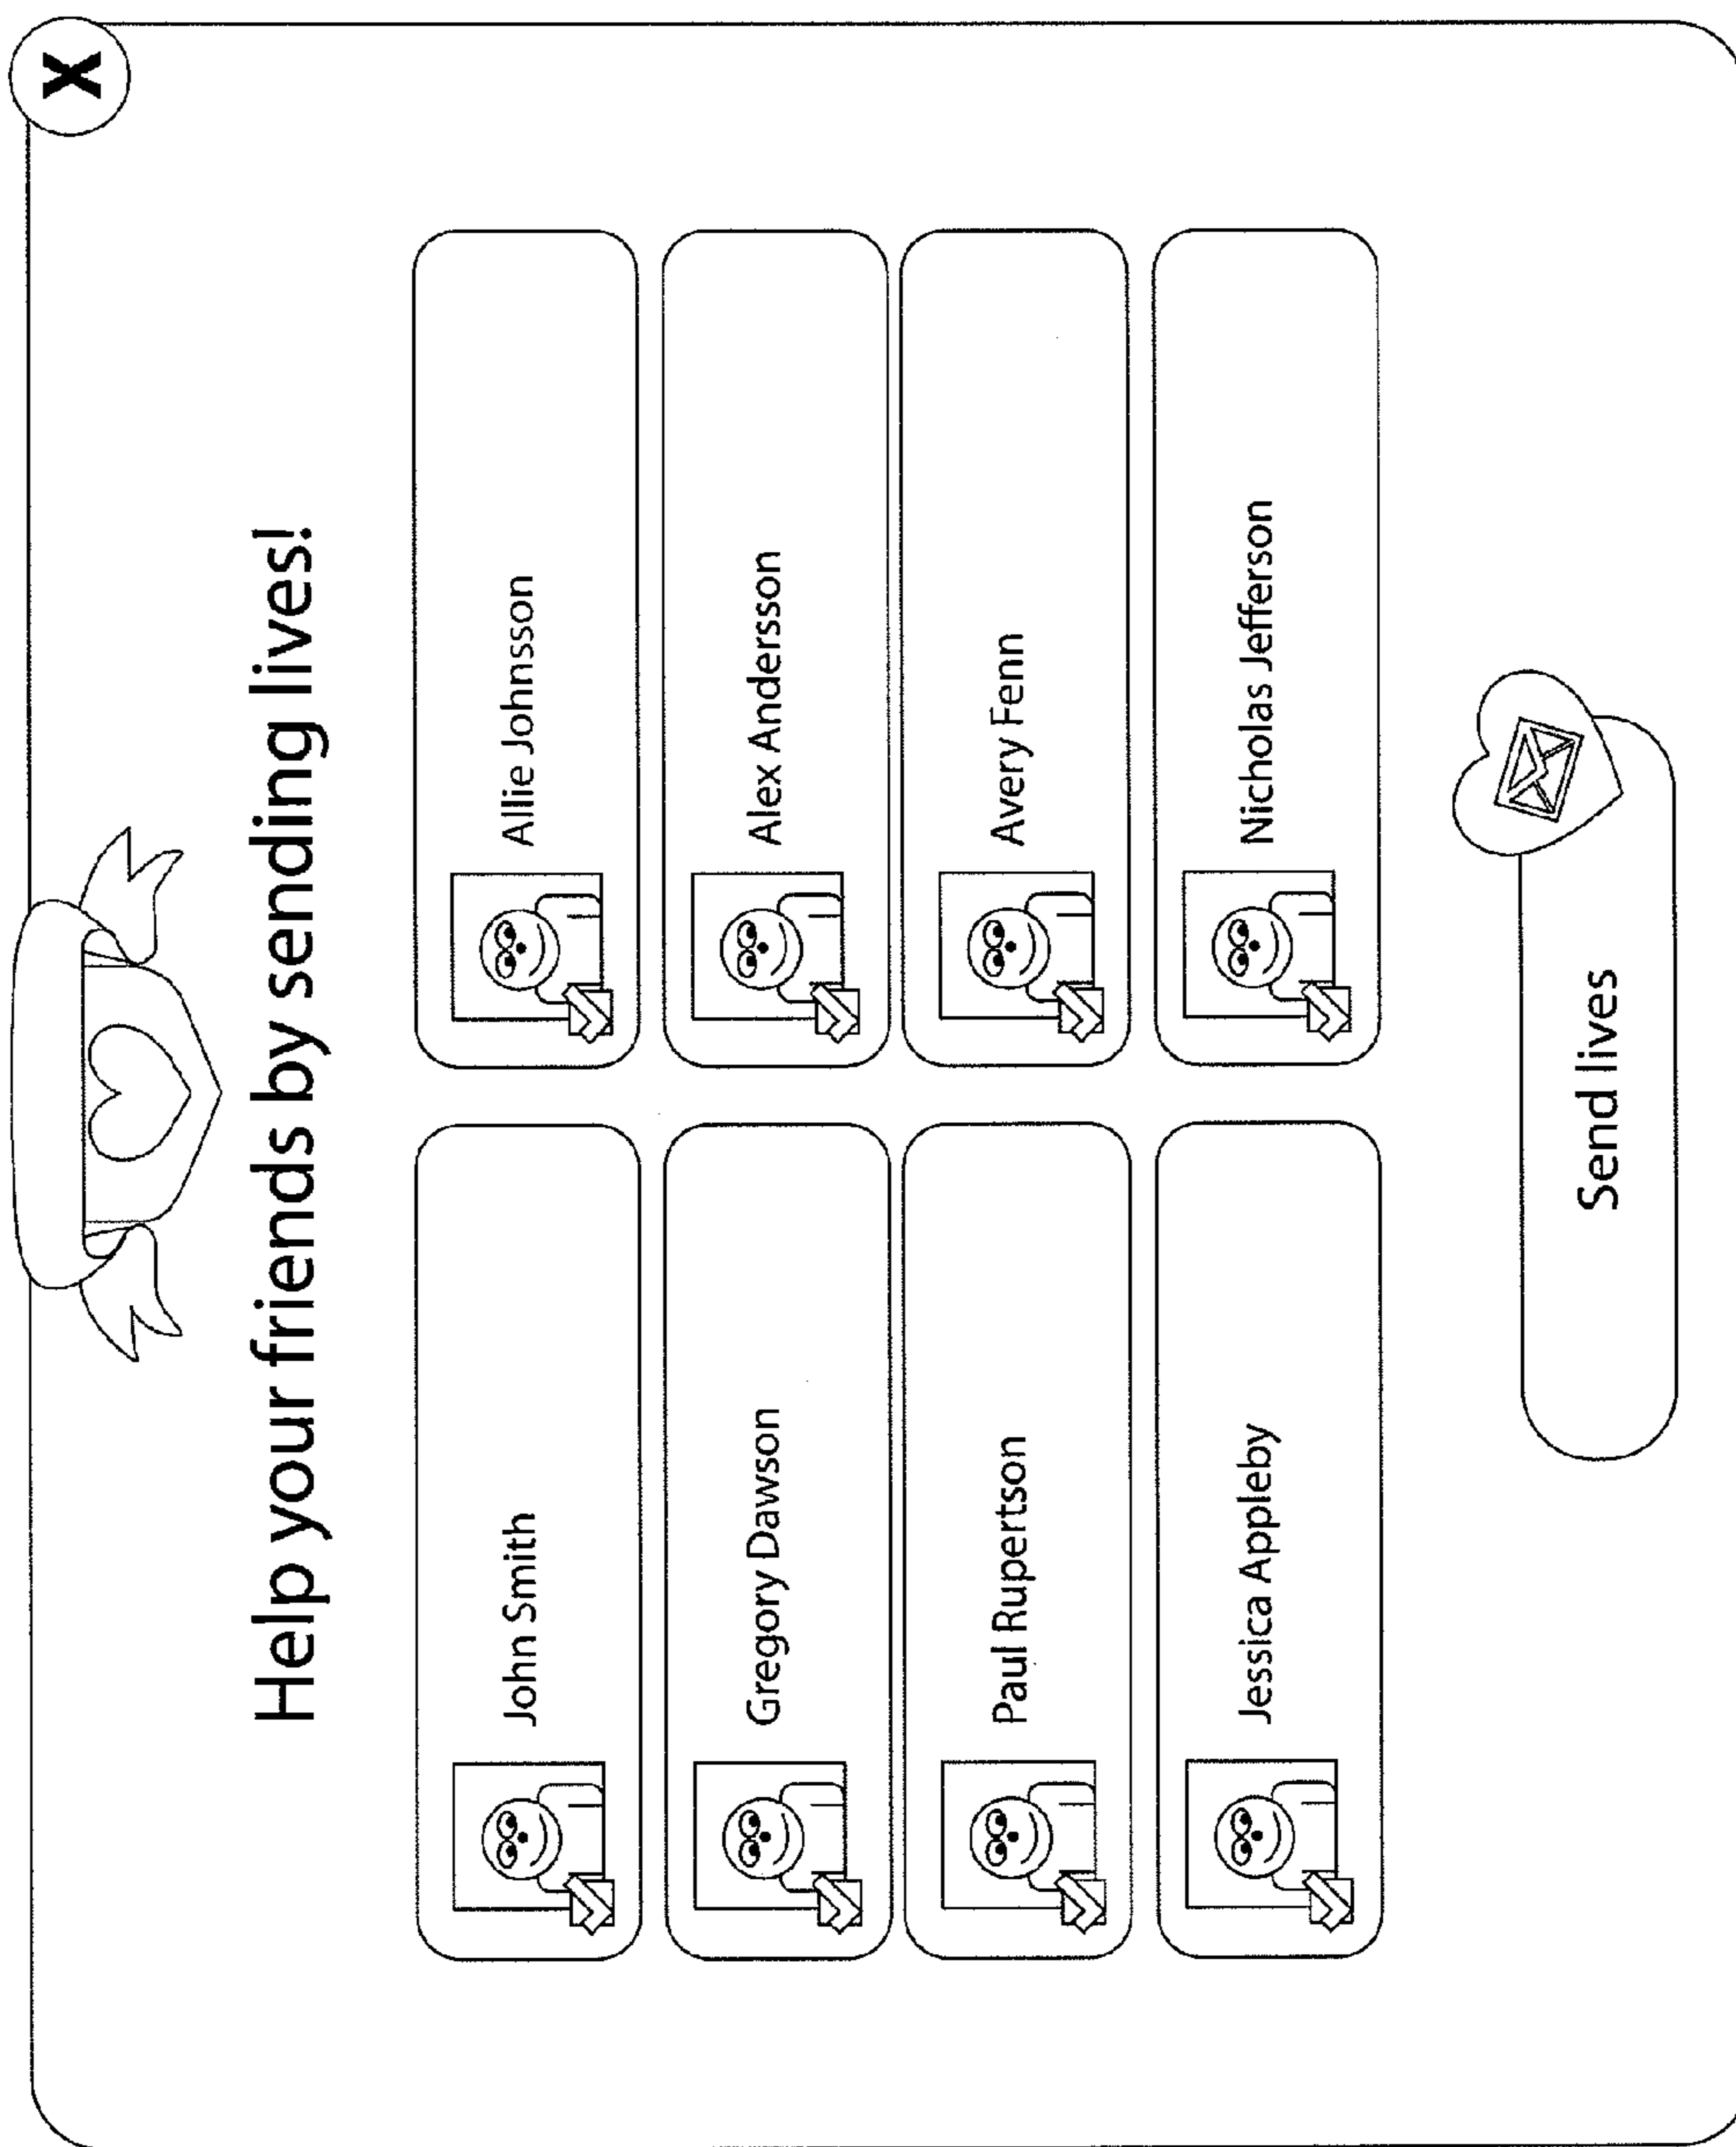 X
Help your friends by sending lives!
John Smith
Allie Johnsson
Gregory Dawson
Alex Andersson
Paul Rupertson
Avery Fenn
Jessica Appleby
Nicholas Jefferson
Send lives